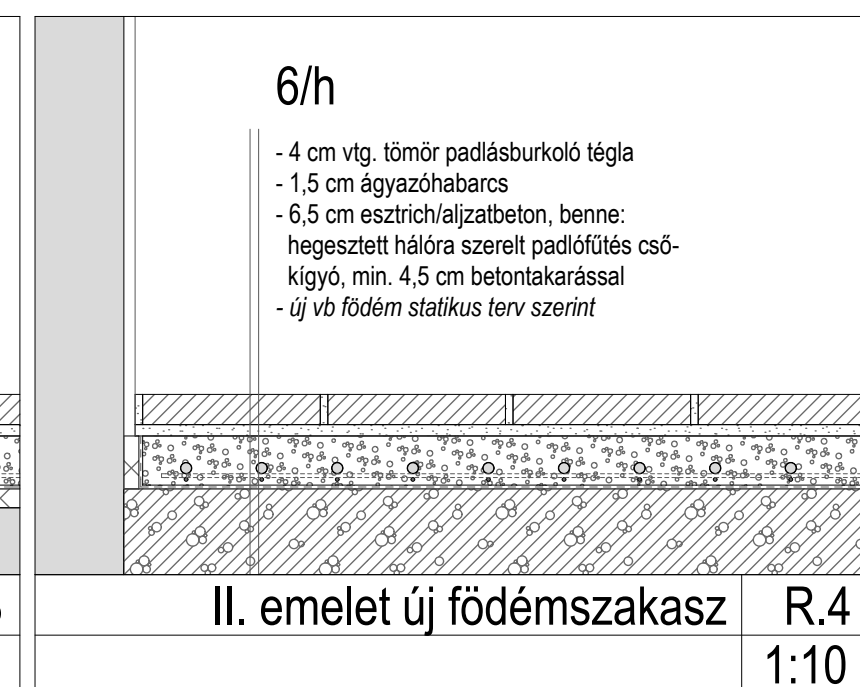 6/h
- 4 cm vtg. tömör padlásburkoló tégla
- 1,5 cm ágyazóhabarcs
- 6,5 cm esztrich/aljzatbeton, benne:
hegesztett hálóra szerelt padlófűtés cső-
kígyó, min. 4,5 cm betontakarással
- új vb födém statikus terv szerint
II. emelet új födémszakasz
R.4
1:10